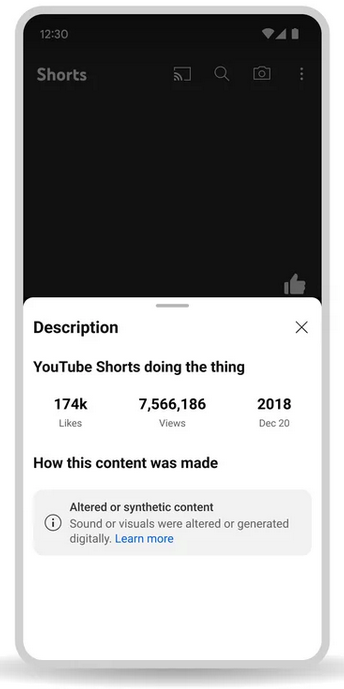 12:30
Shorts
Description
YouTube Shorts doing the thing
174k 7,566,186 2018
Likes Views Dec 20
How this content was made
Altered or synthetic content
Sound or visuals were altered or generated
digitally. Learn more